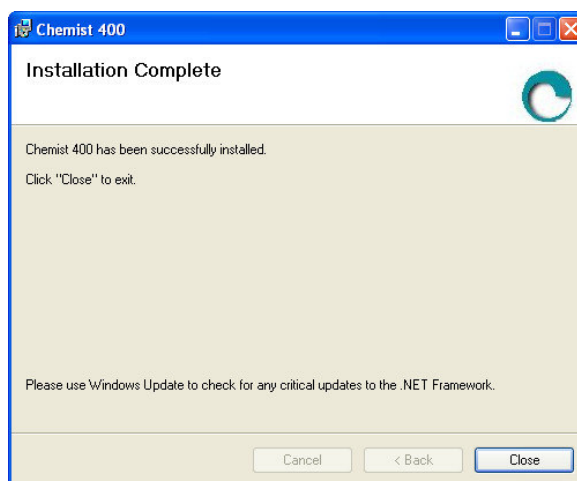 Chemist 400
Installation Complete
Chemist 400 has been successfully installed.
Click "Close" to exit.
Please use Windows Update to check for any critical updates to the .NET Framework.
Cancel
< Back
Close